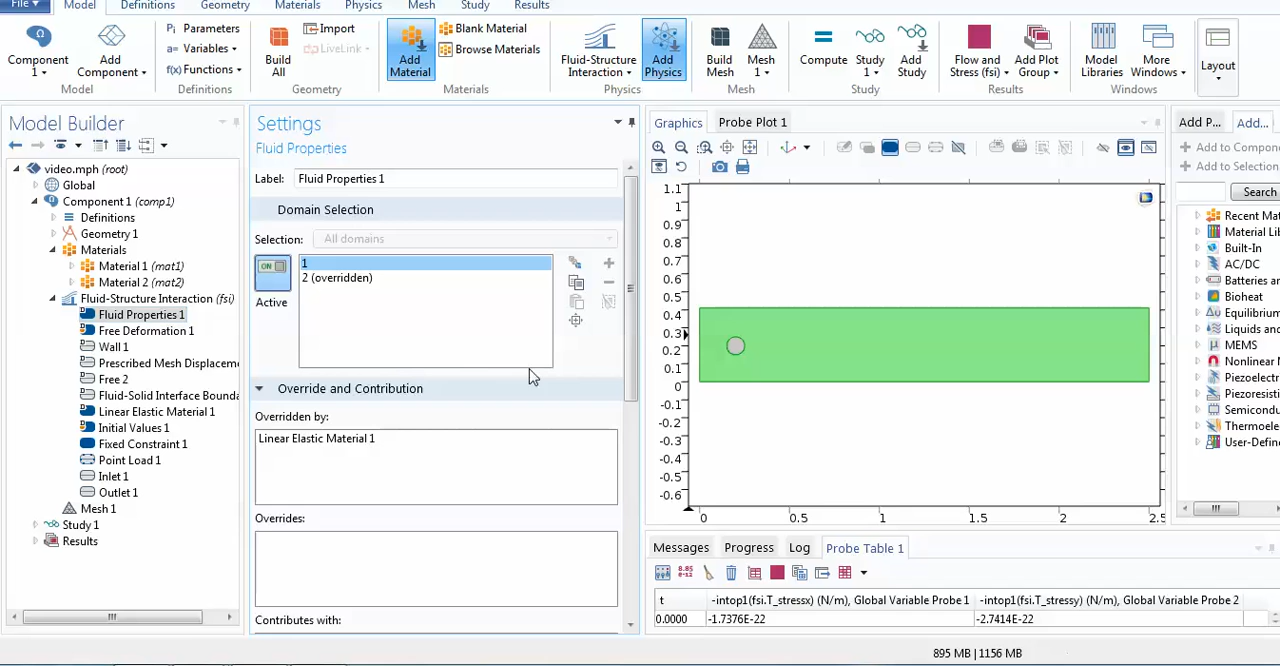 File ▾ Model Definitions Geometry Materials Physics Mesh Study Results
Component 1 ▾
Add Component ▾
Model
Pi Parameters
a= Variables ▾
f(x) Functions ▾
Definitions
Build All
Import
LiveLink ▾
Geometry
Add Material
Blank Material
Browse Materials
Materials
Fluid-Structure Interaction ▾
Add Physics
Physics
Build Mesh
Mesh 1 ▾
Mesh
Compute
Study 1 ▾
Add Study
Study
Flow and Stress (fsi) ▾
Add Plot Group ▾
Results
Model Libraries
More Windows ▾
Windows
Layout
Model Builder
video.mph (root)
Global
Component 1 (comp1)
Definitions
Geometry 1
Materials
Material 1 (mat1)
Material 2 (mat2)
Fluid-Structure Interaction (fsi)
Fluid Properties 1
Free Deformation 1
Wall 1
Prescribed Mesh Displaceme
Free 2
Fluid-Solid Interface Bounda
Linear Elastic Material 1
Initial Values 1
Fixed Constraint 1
Point Load 1
Inlet 1
Outlet 1
Mesh 1
Study 1
Results
Settings
Fluid Properties
Label: Fluid Properties 1
Domain Selection
Selection: All domains
ON
Active
1
2 (overridden)
Override and Contribution
Overridden by:
Linear Elastic Material 1
Overrides:
Contributes with:
Graphics Probe Plot 1
1.1
1
0.9
0.8
0.7
0.6
0.5
0.4
0.3
0.2
0.1
0
-0.1
-0.2
-0.3
-0.4
-0.5
-0.6
0 0.5 1 1.5 2 2.5
Messages Progress Log Probe Table 1
8.85
e-12
t -intop1(fsi.T_stressx) (N/m), Global Variable Probe 1 -intop1(fsi.T_stressy) (N/m), Global Variable Probe 2
0.0000 -1.7376E-22 -2.7414E-22
Add P... Add...
Add to Compone
Add to Selection
Search
Recent Mat
Material Lib
Built-In
AC/DC
Batteries an
Bioheat
Equilibrium
Liquids and
MEMS
Nonlinear M
Piezoelectri
Piezoresistiv
Semicondu
Thermoelec
User-Define
895 MB | 1156 MB